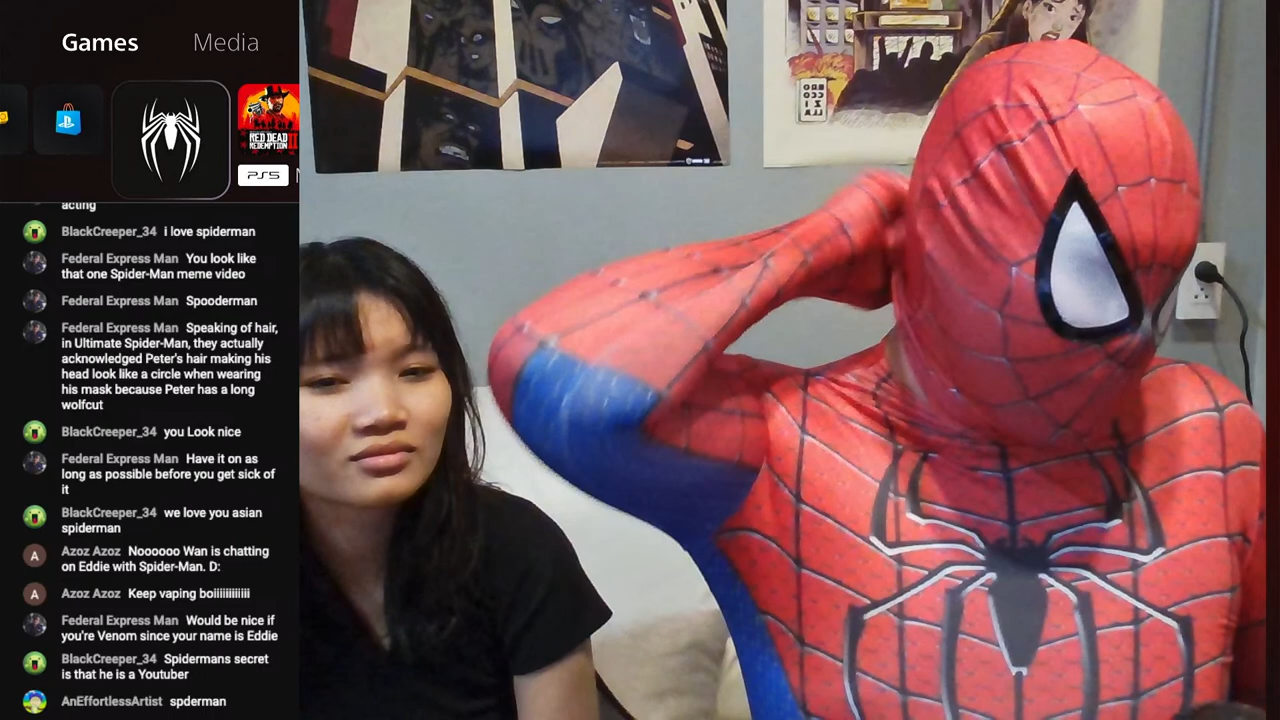 Games
Media
RED DEAD
REDEMPTION II
PS5
acting
BlackCreeper_34 i love spiderman
Federal Express Man You look like
that one Spider-Man meme video
Federal Express Man Spooderman
Federal Express Man Speaking of hair,
in Ultimate Spider-Man, they actually
acknowledged Peter's hair making his
head look like a circle when wearing
his mask because Peter has a long
wolfcut
BlackCreeper_34 you Look nice
Federal Express Man Have it on as
long as possible before you get sick of
it
BlackCreeper_34 we love you asian
spiderman
A
Azoz Azoz Noooooo Wan is chatting
on Eddie with Spider-Man. D:
A
Azoz Azoz Keep vaping boiiiiiiiiiiiii
Federal Express Man Would be nice if
you're Venom since your name is Eddie
BlackCreeper_34 Spidermans secret
is that he is a Youtuber
AnEffortlessArtist spderman